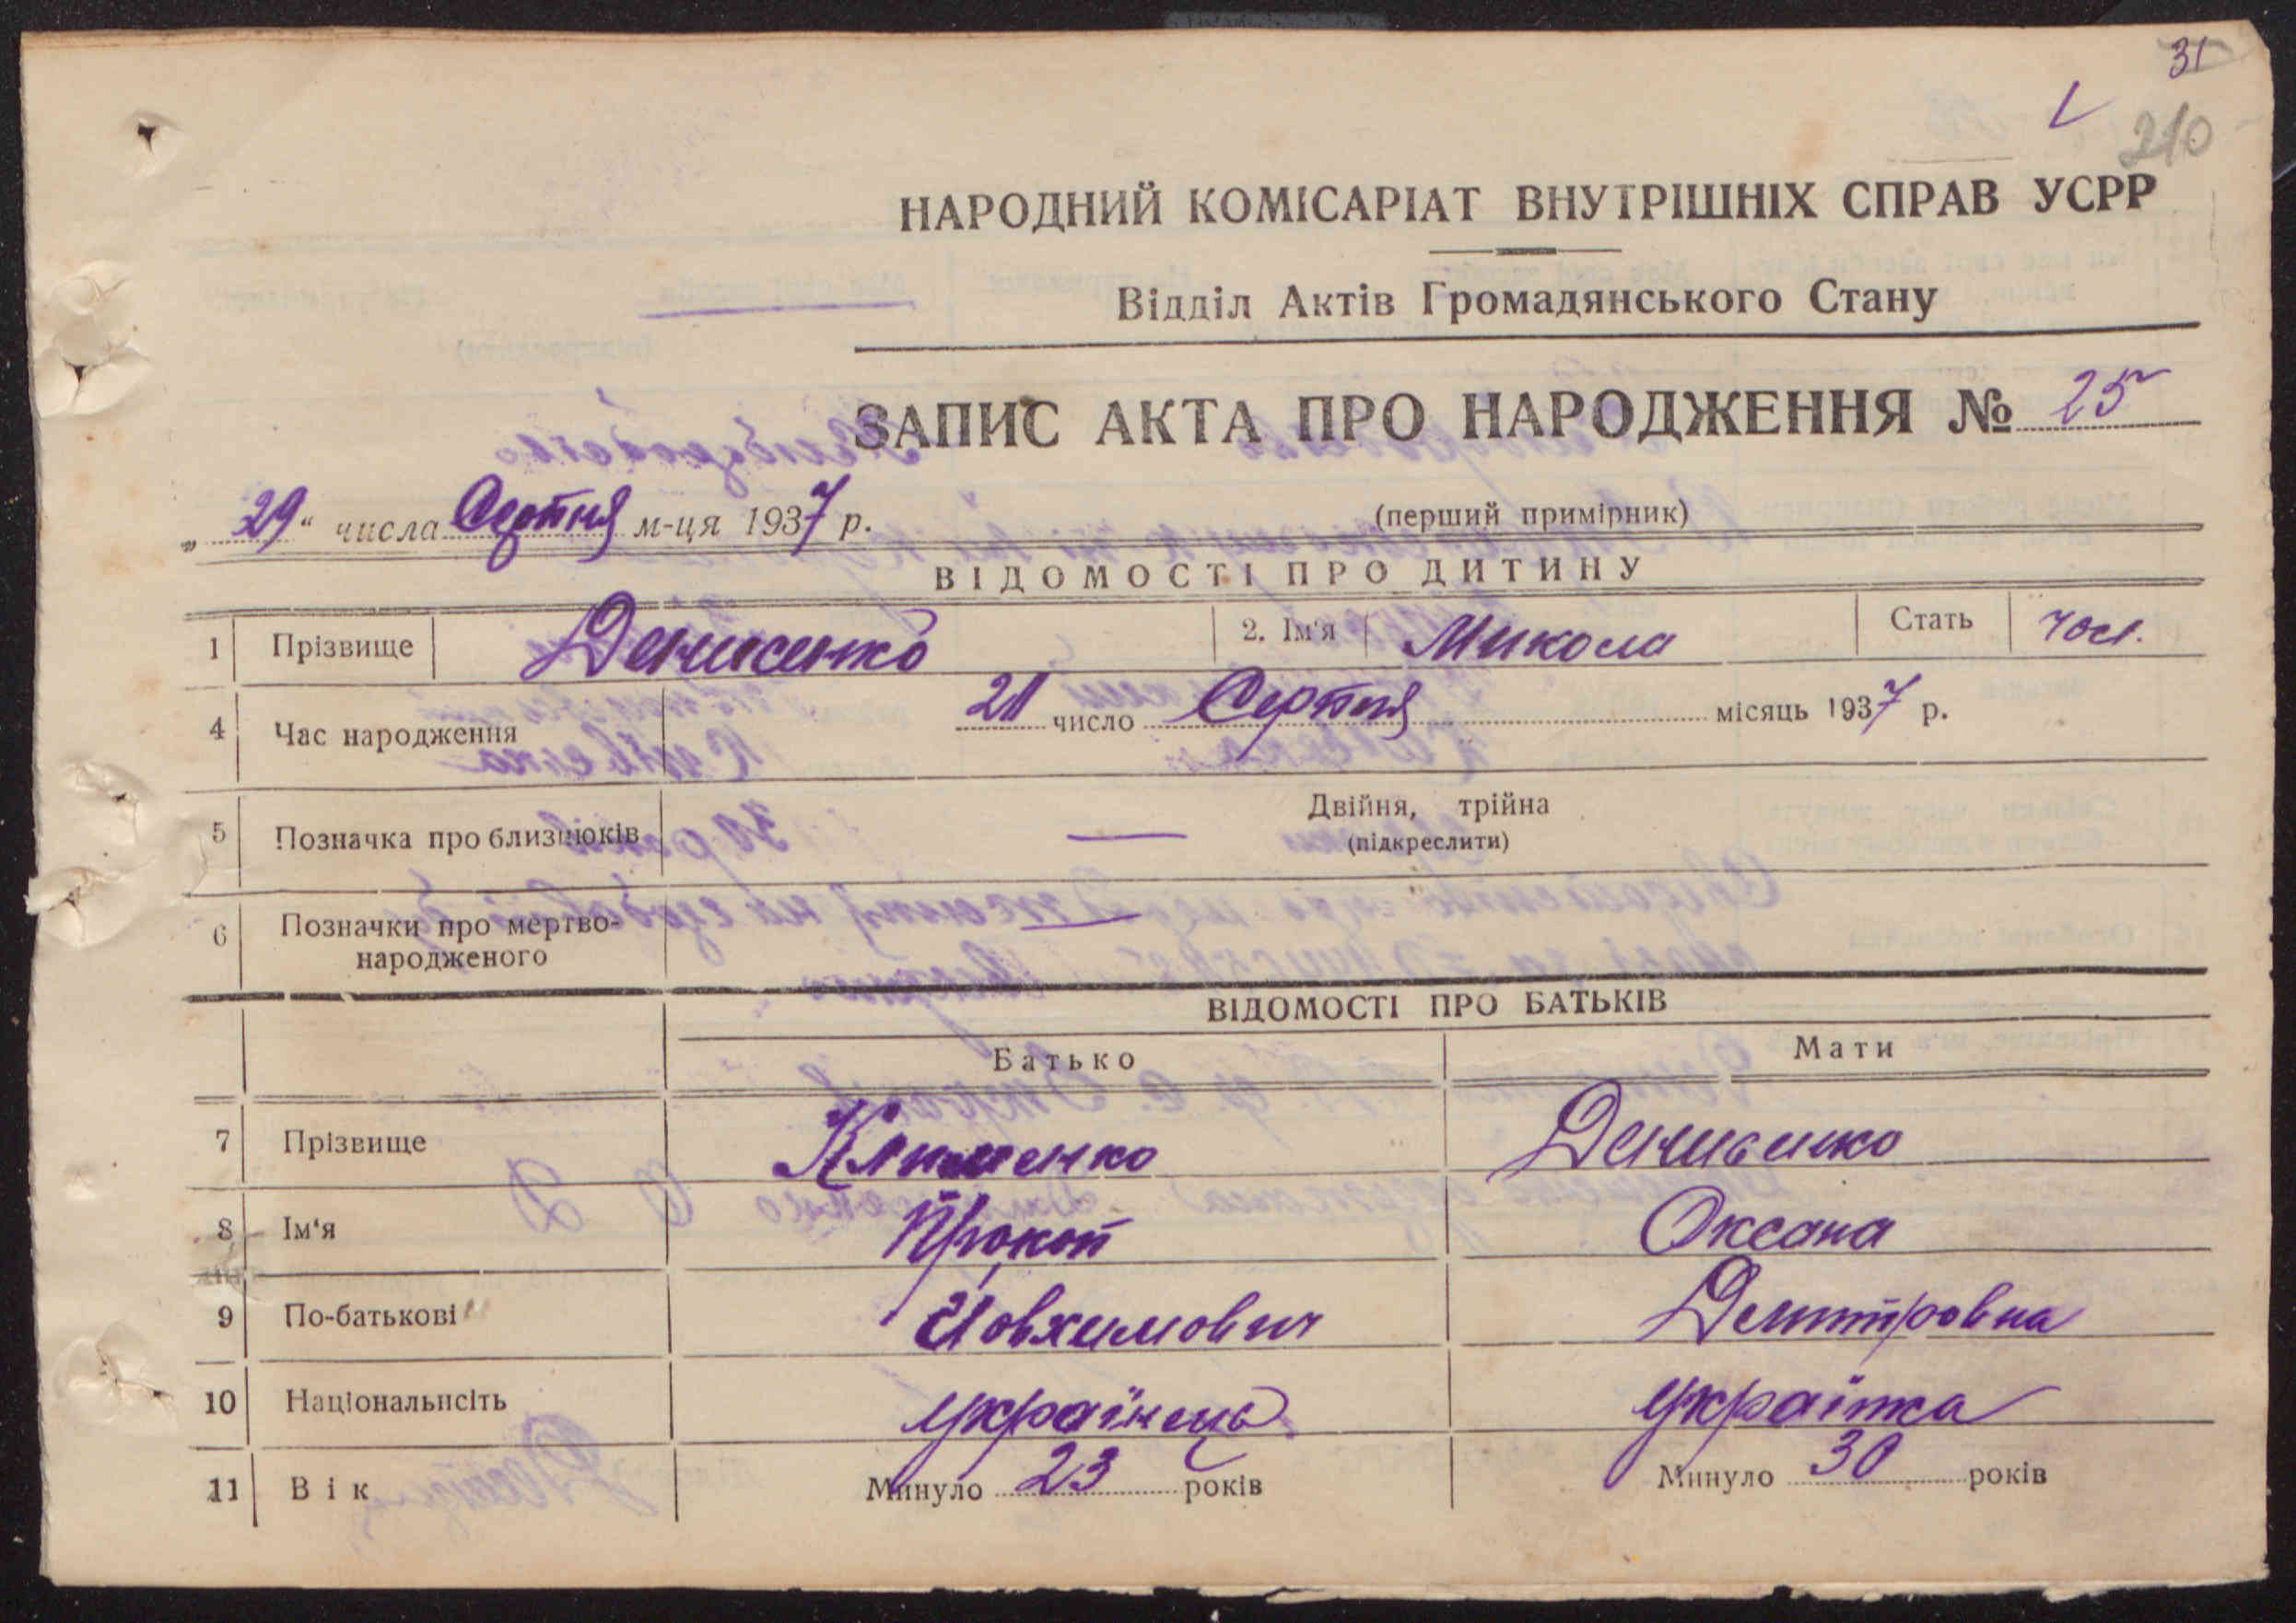 31
210
НАРОДНИЙ КОМІСАРІАТ ВНУТРІШНІХ СПРАВ УСРР
Відділ Актів Громадянського Стану
ЗАПИС АКТА ПРО НАРОДЖЕННЯ № 25
„29“ числа Серпня м-ця 1937 р.
(перший примірник)
ВІДОМОСТІ ПРО ДИТИНУ
1 Прізвище Денисенко 2. Ім'я Микола Стать чол.
4 Час народження 21 число Серпня місяць 1937 р.
5 Позначка про близнюків — Двійня, трійна
(підкреслити)
6 Позначки про мертво- —
народженого
ВІДОМОСТІ ПРО БАТЬКІВ
Батько Мати
7 Прізвище Клименко Денисенко
8 Ім‘я Прокоп Оксана
9 По-батькові Йовхимович Демитровна
10 Національнсіть українець українка
11 Вік Минуло 23 років Минуло 30 років